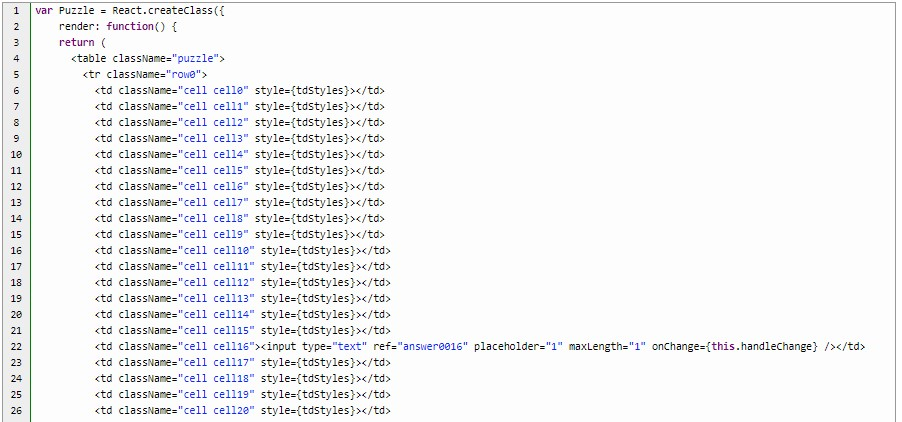 1 var Puzzle = React.createClass({
2 render: function() {
3 return (
4 <table className="puzzle">
5 <tr className="row0">
6 <td className="cell cell0" style={tdStyles}></td>
7 <td className="cell cell1" style={tdStyles}></td>
8 <td className="cell cell2" style={tdStyles}></td>
9 <td className="cell cell3" style={tdStyles}></td>
10 <td className="cell cell4" style={tdStyles}></td>
11 <td className="cell cell5" style={tdStyles}></td>
12 <td className="cell cell6" style={tdStyles}></td>
13 <td className="cell cell7" style={tdStyles}></td>
14 <td className="cell cell8" style={tdStyles}></td>
15 <td className="cell cell9" style={tdStyles}></td>
16 <td className="cell cell10" style={tdStyles}></td>
17 <td className="cell cell11" style={tdStyles}></td>
18 <td className="cell cell12" style={tdStyles}></td>
19 <td className="cell cell13" style={tdStyles}></td>
20 <td className="cell cell14" style={tdStyles}></td>
21 <td className="cell cell15" style={tdStyles}></td>
22 <td className="cell cell16"><input type="text" ref="answer0016" placeholder="1" maxLength="1" onChange={this.handleChange} /></td>
23 <td className="cell cell17" style={tdStyles}></td>
24 <td className="cell cell18" style={tdStyles}></td>
25 <td className="cell cell19" style={tdStyles}></td>
26 <td className="cell cell20" style={tdStyles}></td>